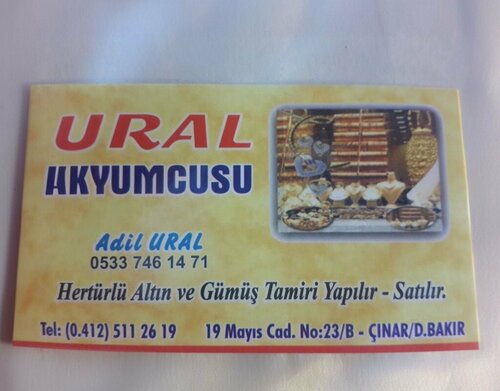 URAL
AKYUMCUSU
Adil URAL
0533 746 14 71
Hertürlü Altın ve Gümüş Tamiri Yapılır - Satılır.
Tel: (0.412) 511 26 19 19 Mayıs Cad. No:23/B - ÇINAR/D.BAKIR